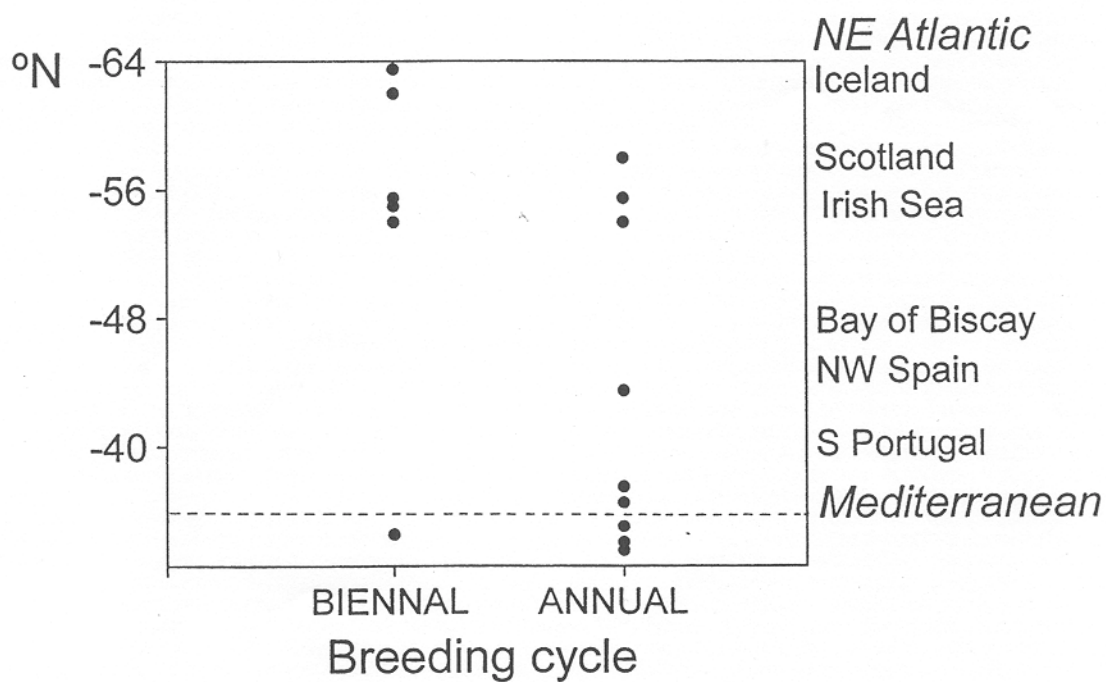 NE Atlantic
ºN
-64
Iceland
Scotland
-56
Irish Sea
-48
Bay of Biscay
NW Spain
-40
S Portugal
Mediterranean
BIENNAL
ANNUAL
Breeding cycle